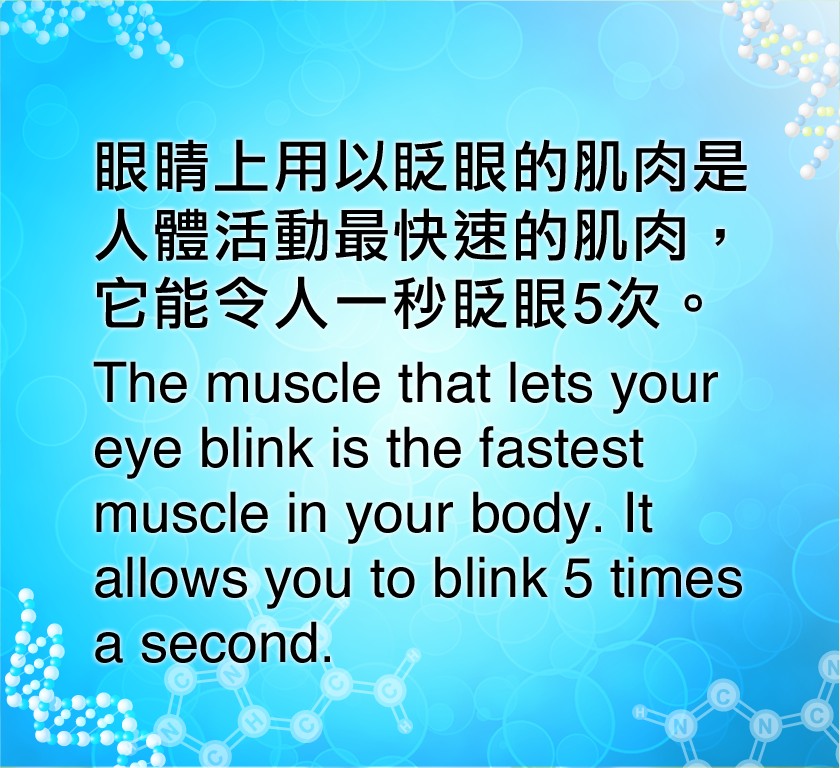 眼睛上用以眨眼的肌肉是
人體活動最快速的肌肉，
它能令人一秒眨眼5次。
The muscle that lets your
eye blink is the fastest
muscle in your body. It
allows you to blink 5 times
a second.